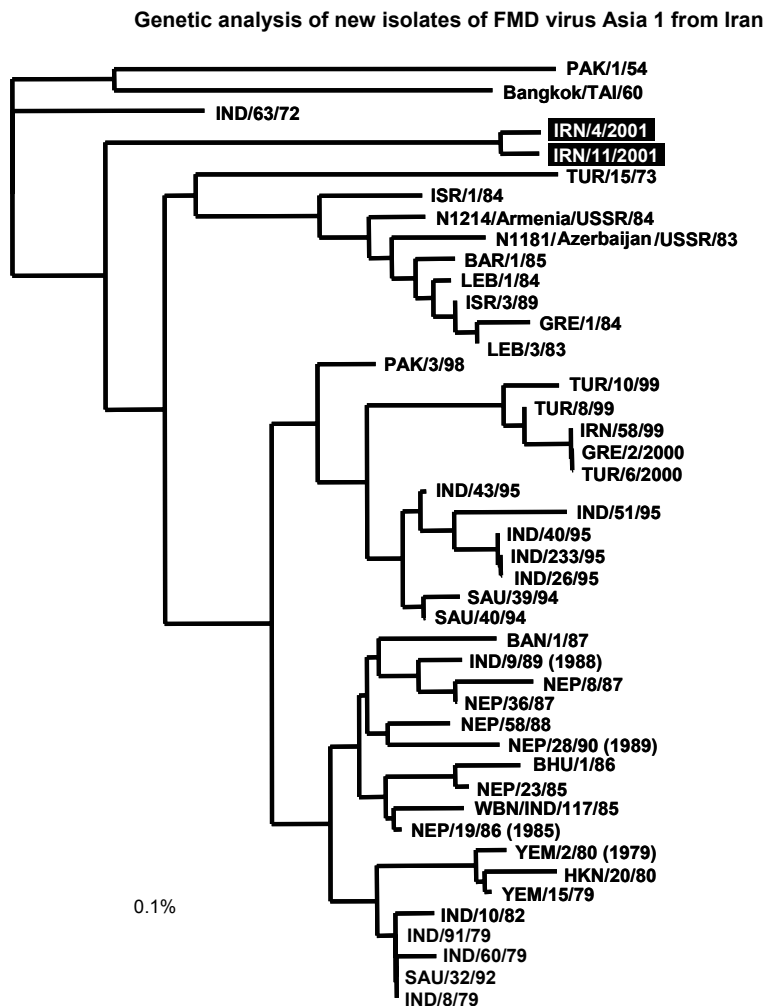 Genetic analysis of new isolates of FMD virus Asia 1 from Iran
PAK/1/54
Bangkok/TAI/60
IND/63/72
IRN/4/2001
IRN/11/2001
TUR/15/73
ISR/1/84
N1214/Armenia/USSR/84
N1181/Azerbaijan/USSR/83
BAR/1/85
LEB/1/84
ISR/3/89
GRE/1/84
LEB/3/83
PAK/3/98
TUR/10/99
TUR/8/99
IRN/58/99
GRE/2/2000
TUR/6/2000
IND/43/95
IND/51/95
IND/40/95
IND/233/95
IND/26/95
SAU/39/94
SAU/40/94
BAN/1/87
IND/9/89 (1988)
NEP/8/87
NEP/36/87
NEP/58/88
NEP/28/90 (1989)
BHU/1/86
NEP/23/85
WBN/IND/117/85
NEP/19/86 (1985)
YEM/2/80 (1979)
HKN/20/80
YEM/15/79
0.1%
IND/10/82
IND/91/79
IND/60/79
SAU/32/92
IND/8/79